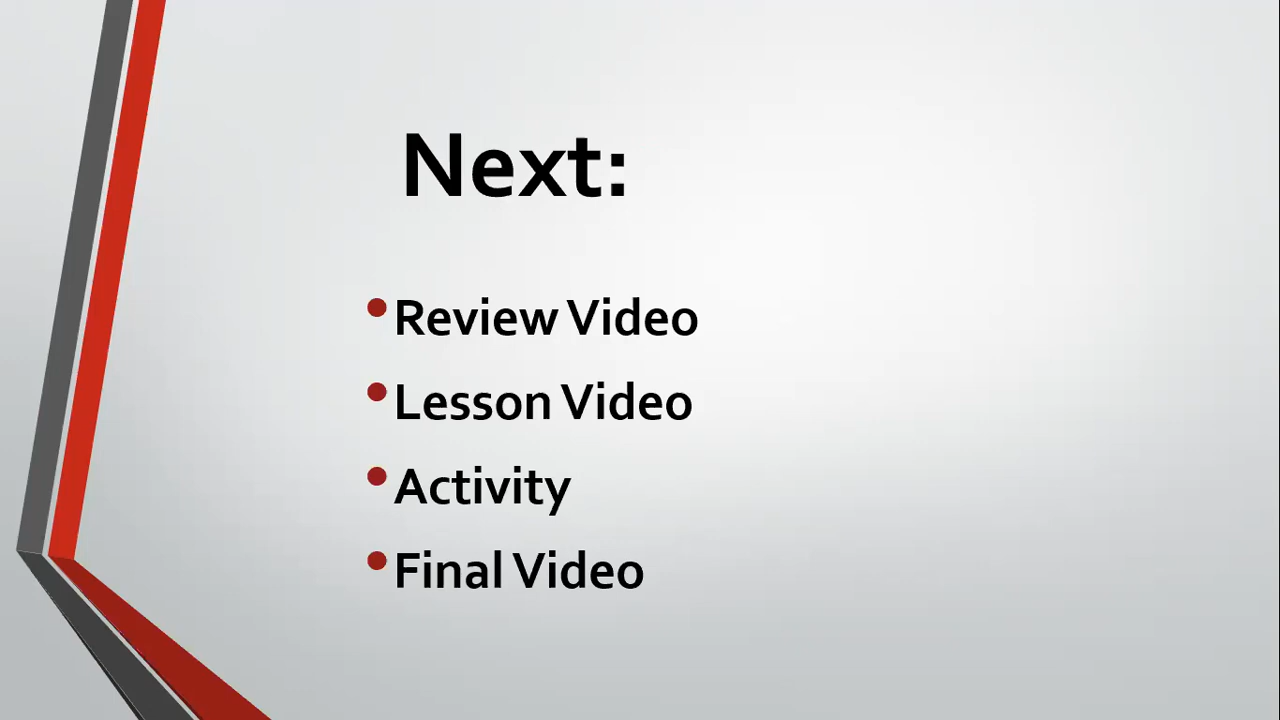 Next:
• Review Video
• Lesson Video
• Activity
• Final Video